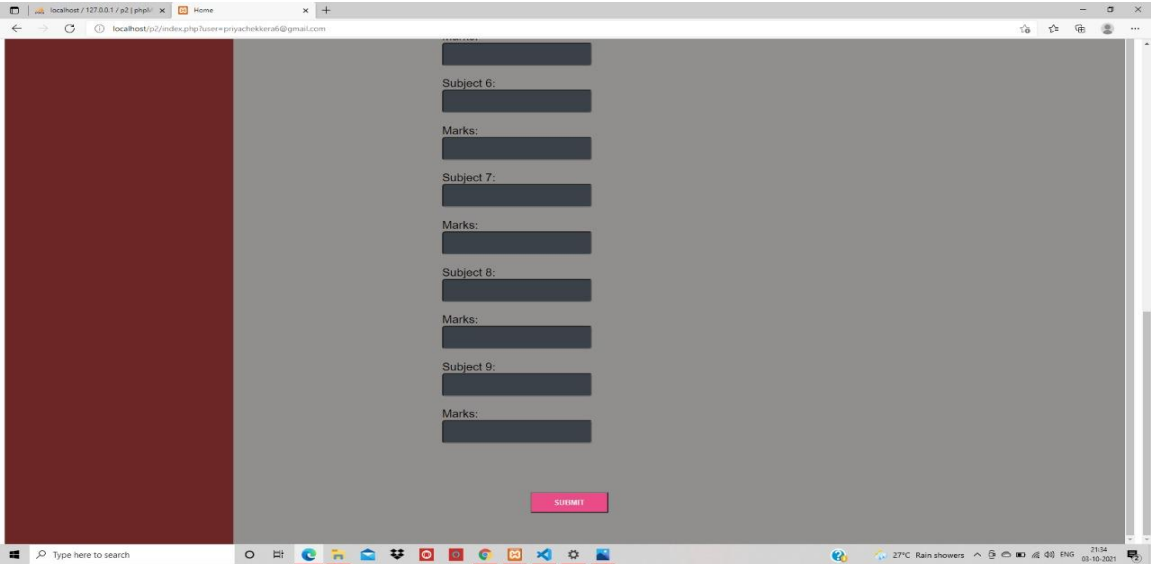 localhost / 127.0.0.1 / p2 | phpM
Home
localhost/p2/index.php?user=priyachekkera6@gmail.com
Subject 6:
Marks:
Subject 7:
Marks:
Subject 8:
Marks:
Subject 9:
Marks:
SUBMIT
Type here to search
27°C Rain showers
ENG
21:34
03-10-2021